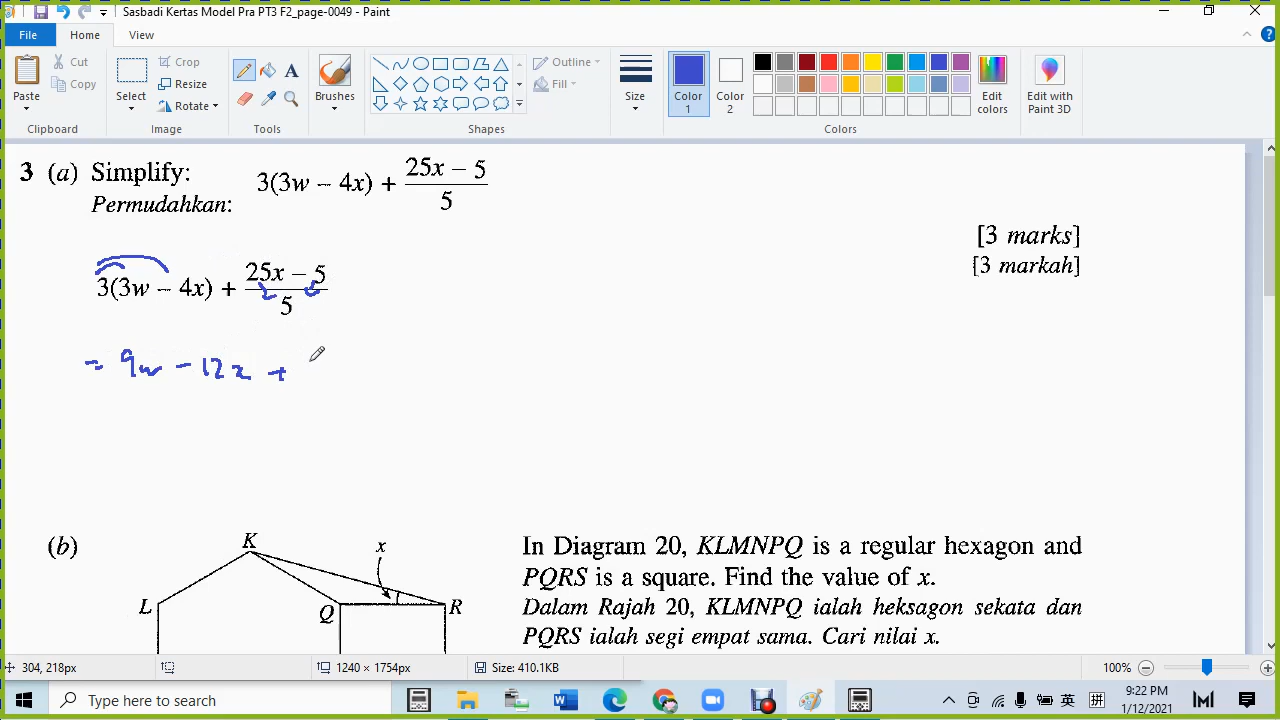 Sasbadi Kertas Model Pra PT3 F2_page-0049 - Paint
File Home View
Paste Cut Copy
Clipboard
Select Crop Resize Rotate
Image
A
Tools
Brushes
Shapes
Outline Fill
Size
Color 1 Color 2 Edit colors
Colors
Edit with Paint 3D
3 (a) Simplify: 3(3w − 4x) + (25x − 5)/5
Permudahkan:
[3 marks]
[3 markah]
3(3w − 4x) + (25x − 5)/5
= 9w − 12x +
(b)
K
x
L
Q
R
In Diagram 20, KLMNPQ is a regular hexagon and
PQRS is a square. Find the value of x.
Dalam Rajah 20, KLMNPQ ialah heksagon sekata dan
PQRS ialah segi empat sama. Cari nilai x.
304, 218px 1240 × 1754px Size: 410.1KB 100%
Type here to search
英
拼
9:22 PM
1/12/2021